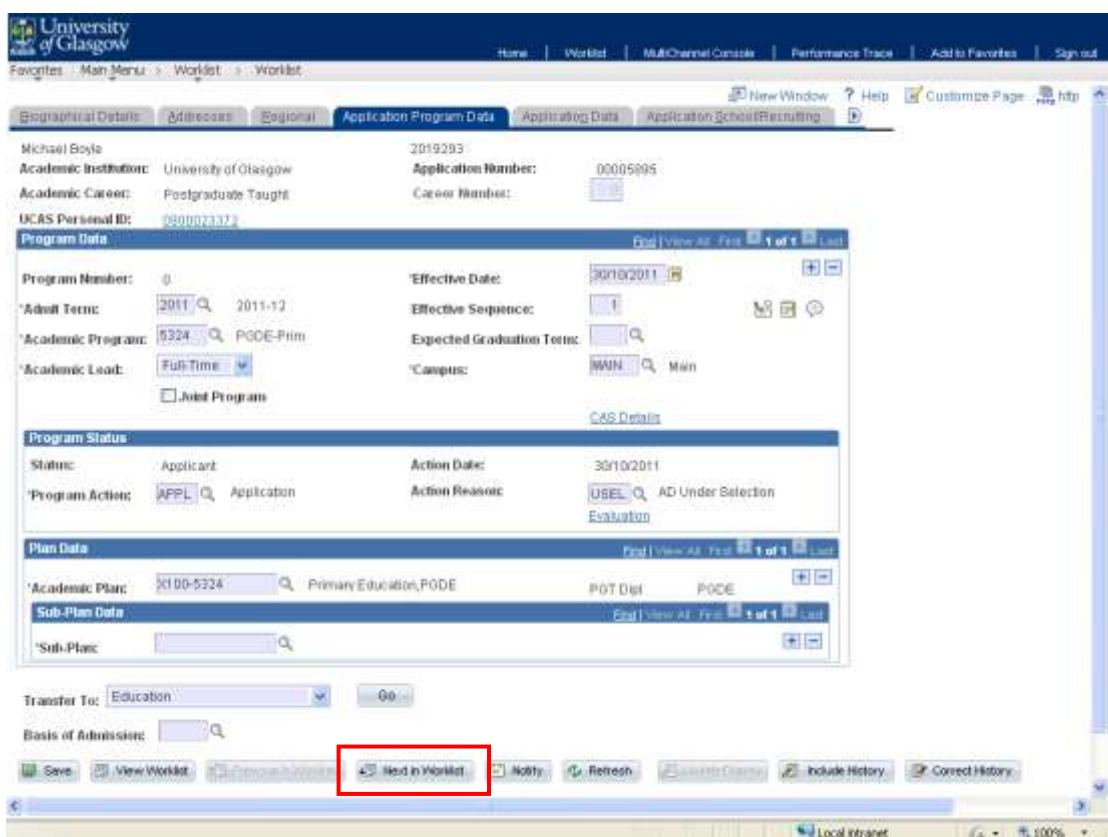 University
of Glasgow
Home | Worklist | MultiChannel Console | Performance Trace | Add to Favorites | Sign out
Favorites Main Menu > Worklist > Worklist
New Window ? Help Customize Page http
Biographical Details Addresses Regional Application Program Data Application Data Application School/Recruiting
Michael Boyle 2019293
Academic Institution: University of Glasgow Application Number: 00005895
Academic Career: Postgraduate Taught Career Number:
UCAS Personal ID: 0800023372
Program Data Find | View All First 1 of 1 Last
Program Number: 0 *Effective Date: 30/10/2011
*Admit Term: 2011 2011-12 Effective Sequence: 1
*Academic Program: 5324 PGDE-Prim Expected Graduation Term:
*Academic Load: Full-Time *Campus: MAIN Main
Joint Program
CAS Details
Program Status
Status: Applicant Action Date: 30/10/2011
*Program Action: APPL Application Action Reason: USEL AD Under Selection
Evaluation
Plan Data Find | View All First 1 of 1 Last
*Academic Plan: X100-5324 Primary Education,PGDE PGT Dipl PGDE
Sub-Plan Data Find | View All First 1 of 1 Last
*Sub-Plan:
Transfer To: Education Go
Basis of Admission:
Save View Worklist Previous in Worklist Next in Worklist Notify Refresh Include History Correct History
Local intranet 100%